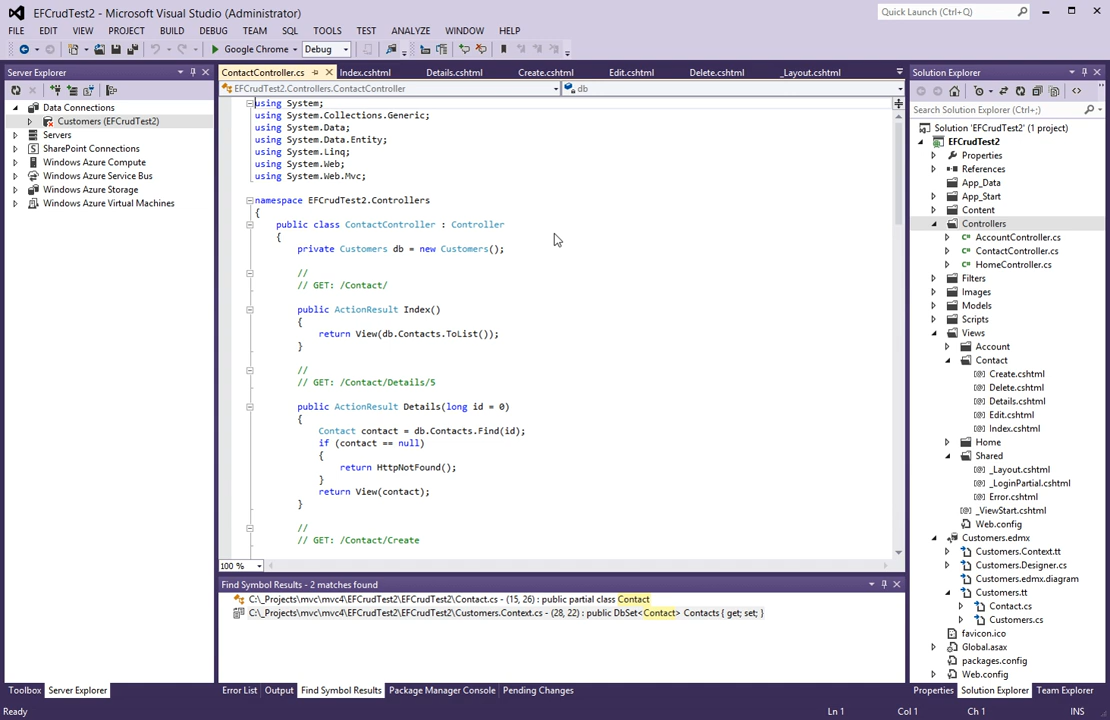 EFCrudTest2 - Microsoft Visual Studio (Administrator)
Quick Launch (Ctrl+Q)
FILE EDIT VIEW PROJECT BUILD DEBUG TEAM SQL TOOLS TEST ANALYZE WINDOW HELP
Google Chrome Debug
Server Explorer
Data Connections
Customers (EFCrudTest2)
Servers
SharePoint Connections
Windows Azure Compute
Windows Azure Service Bus
Windows Azure Storage
Windows Azure Virtual Machines
ContactController.cs Index.cshtml Details.cshtml Create.cshtml Edit.cshtml Delete.cshtml _Layout.cshtml
EFCrudTest2.Controllers.ContactController db
using System;
using System.Collections.Generic;
using System.Data;
using System.Data.Entity;
using System.Linq;
using System.Web;
using System.Web.Mvc;
namespace EFCrudTest2.Controllers
{
public class ContactController : Controller
{
private Customers db = new Customers();
//
// GET: /Contact/
public ActionResult Index()
{
return View(db.Contacts.ToList());
}
//
// GET: /Contact/Details/5
public ActionResult Details(long id = 0)
{
Contact contact = db.Contacts.Find(id);
if (contact == null)
{
return HttpNotFound();
}
return View(contact);
}
//
// GET: /Contact/Create
100 %
Find Symbol Results - 2 matches found
C:\_Projects\mvc\mvc4\EFCrudTest2\EFCrudTest2\Contact.cs - (15, 26) : public partial class Contact
C:\_Projects\mvc\mvc4\EFCrudTest2\EFCrudTest2\Customers.Context.cs - (28, 22) : public DbSet<Contact> Contacts { get; set; }
Solution Explorer
Search Solution Explorer (Ctrl+;)
Solution 'EFCrudTest2' (1 project)
EFCrudTest2
Properties
References
App_Data
App_Start
Content
Controllers
AccountController.cs
ContactController.cs
HomeController.cs
Filters
Images
Models
Scripts
Views
Account
Contact
Create.cshtml
Delete.cshtml
Details.cshtml
Edit.cshtml
Index.cshtml
Home
Shared
_Layout.cshtml
_LoginPartial.cshtml
Error.cshtml
_ViewStart.cshtml
Web.config
Customers.edmx
Customers.Context.tt
Customers.Designer.cs
Customers.edmx.diagram
Customers.tt
Contact.cs
Customers.cs
favicon.ico
Global.asax
packages.config
Web.config
Toolbox Server Explorer
Error List Output Find Symbol Results Package Manager Console Pending Changes
Properties Solution Explorer Team Explorer
Ready
Ln 1 Col 1 Ch 1 INS